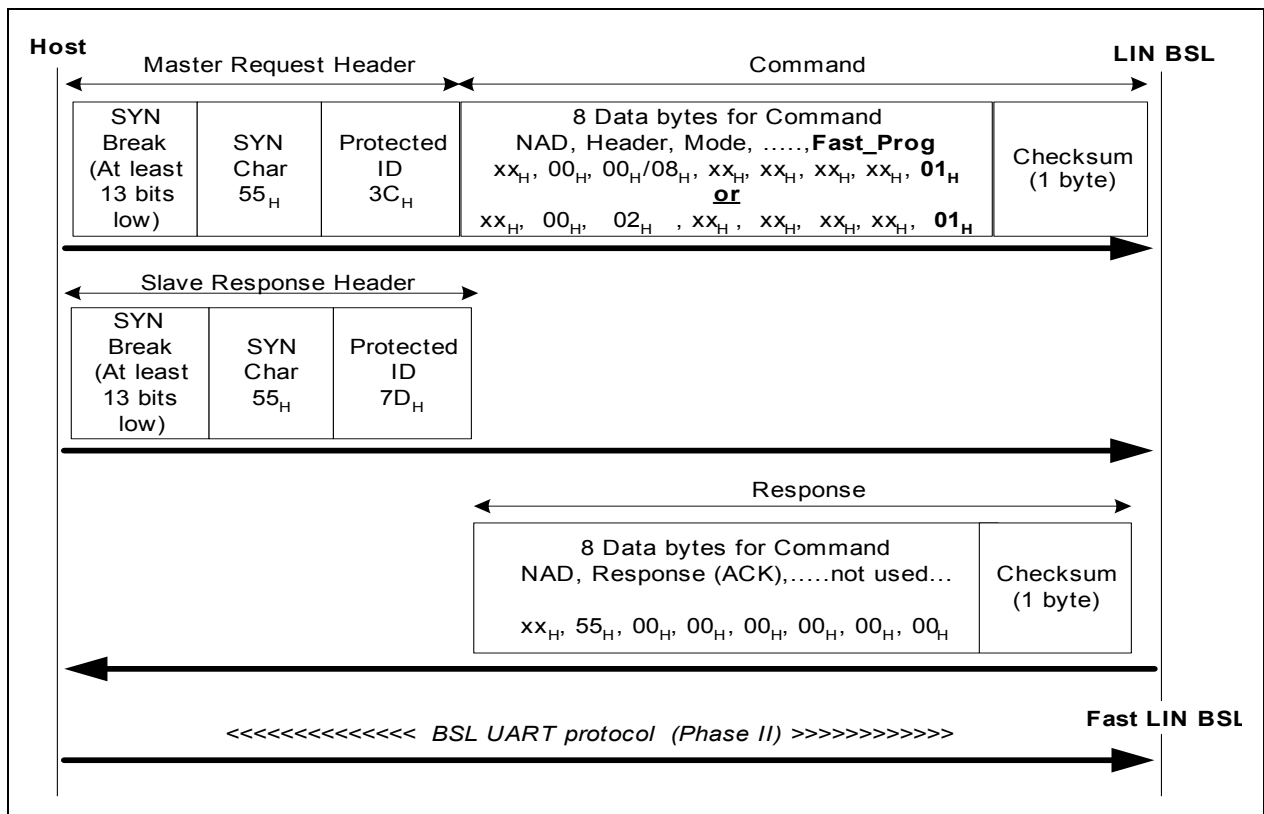 Host
LIN BSL
Master Request Header
Command
SYN
Break
(At least
13 bits
low)
SYN
Char
55H
Protected
ID
3CH
8 Data bytes for Command
NAD, Header, Mode, .....,Fast_Prog
xxH, 00H, 00H/08H, xxH, xxH, xxH, xxH, 01H
or
xxH, 00H, 02H , xxH , xxH, xxH, xxH, 01H
Checksum
(1 byte)
Slave Response Header
SYN
Break
(At least
13 bits
low)
SYN
Char
55H
Protected
ID
7DH
Response
8 Data bytes for Command
NAD, Response (ACK),.....not used...
xxH, 55H, 00H, 00H, 00H, 00H, 00H, 00H
Checksum
(1 byte)
Fast LIN BSL
<<<<<<<<<<<<<< BSL UART protocol (Phase II) >>>>>>>>>>>>